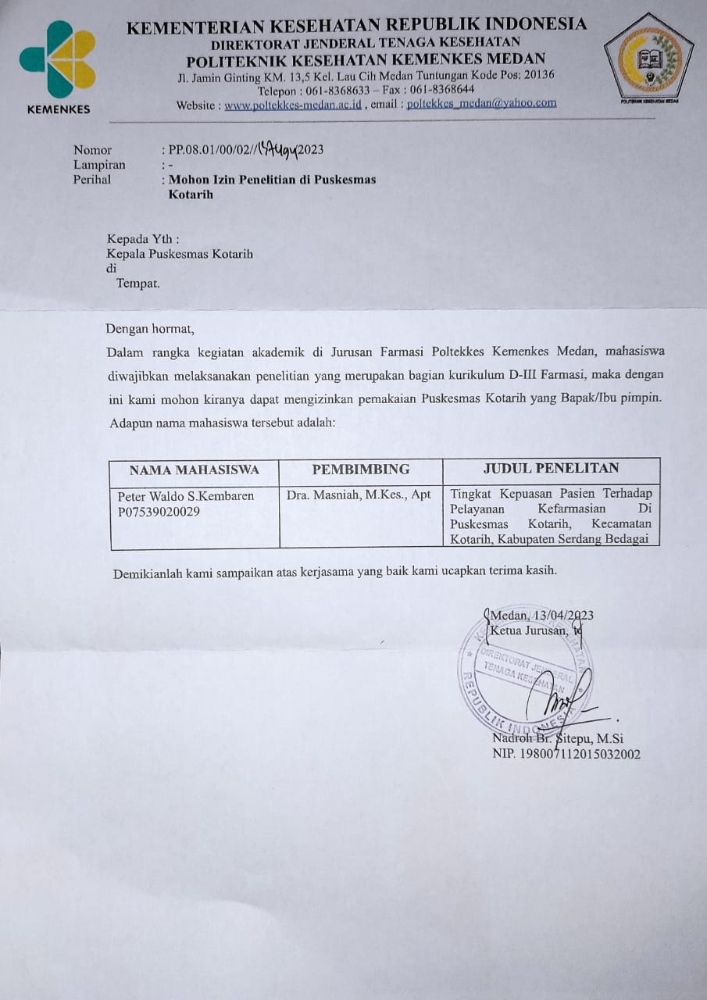 KEMENTERIAN KESEHATAN REPUBLIK INDONESIA
DIREKTORAT JENDERAL TENAGA KESEHATAN
POLITEKNIK KESEHATAN KEMENKES MEDAN
Jl. Jamin Ginting KM. 13,5 Kel. Lau Cih Medan Tuntungan Kode Pos: 20136
Telepon : 061-8368633 – Fax : 061-8368644
Website : www.poltekkes-medan.ac.id , email : poltekkes_medan@yahoo.com
KEMENKES
POLITEKNIK KESEHATAN MEDAN
Nomor : PP.08.01/00/02// 2023
Lampiran : -
Perihal : Mohon Izin Penelitian di Puskesmas
Kotarih
Kepada Yth :
Kepala Puskesmas Kotarih
di
Tempat.
Dengan hormat,
Dalam rangka kegiatan akademik di Jurusan Farmasi Poltekkes Kemenkes Medan, mahasiswa
diwajibkan melaksanakan penelitian yang merupakan bagian kurikulum D-III Farmasi, maka dengan
ini kami mohon kiranya dapat mengizinkan pemakaian Puskesmas Kotarih yang Bapak/Ibu pimpin.
Adapun nama mahasiswa tersebut adalah:
NAMA MAHASISWA PEMBIMBING JUDUL PENELITAN
Peter Waldo S.Kembaren Dra. Masniah, M.Kes., Apt Tingkat Kepuasan Pasien Terhadap
P07539020029 Pelayanan Kefarmasian Di
Puskesmas Kotarih, Kecamatan
Kotarih, Kabupaten Serdang Bedagai
Demikianlah kami sampaikan atas kerjasama yang baik kami ucapkan terima kasih.
Medan, 13/04/2023
Ketua Jurusan,
DIREKTORAT JENDERAL
TENAGA KESEHATAN
REPUBLIK INDONESIA
Nadroh Br. Sitepu, M.Si
NIP. 198007112015032002